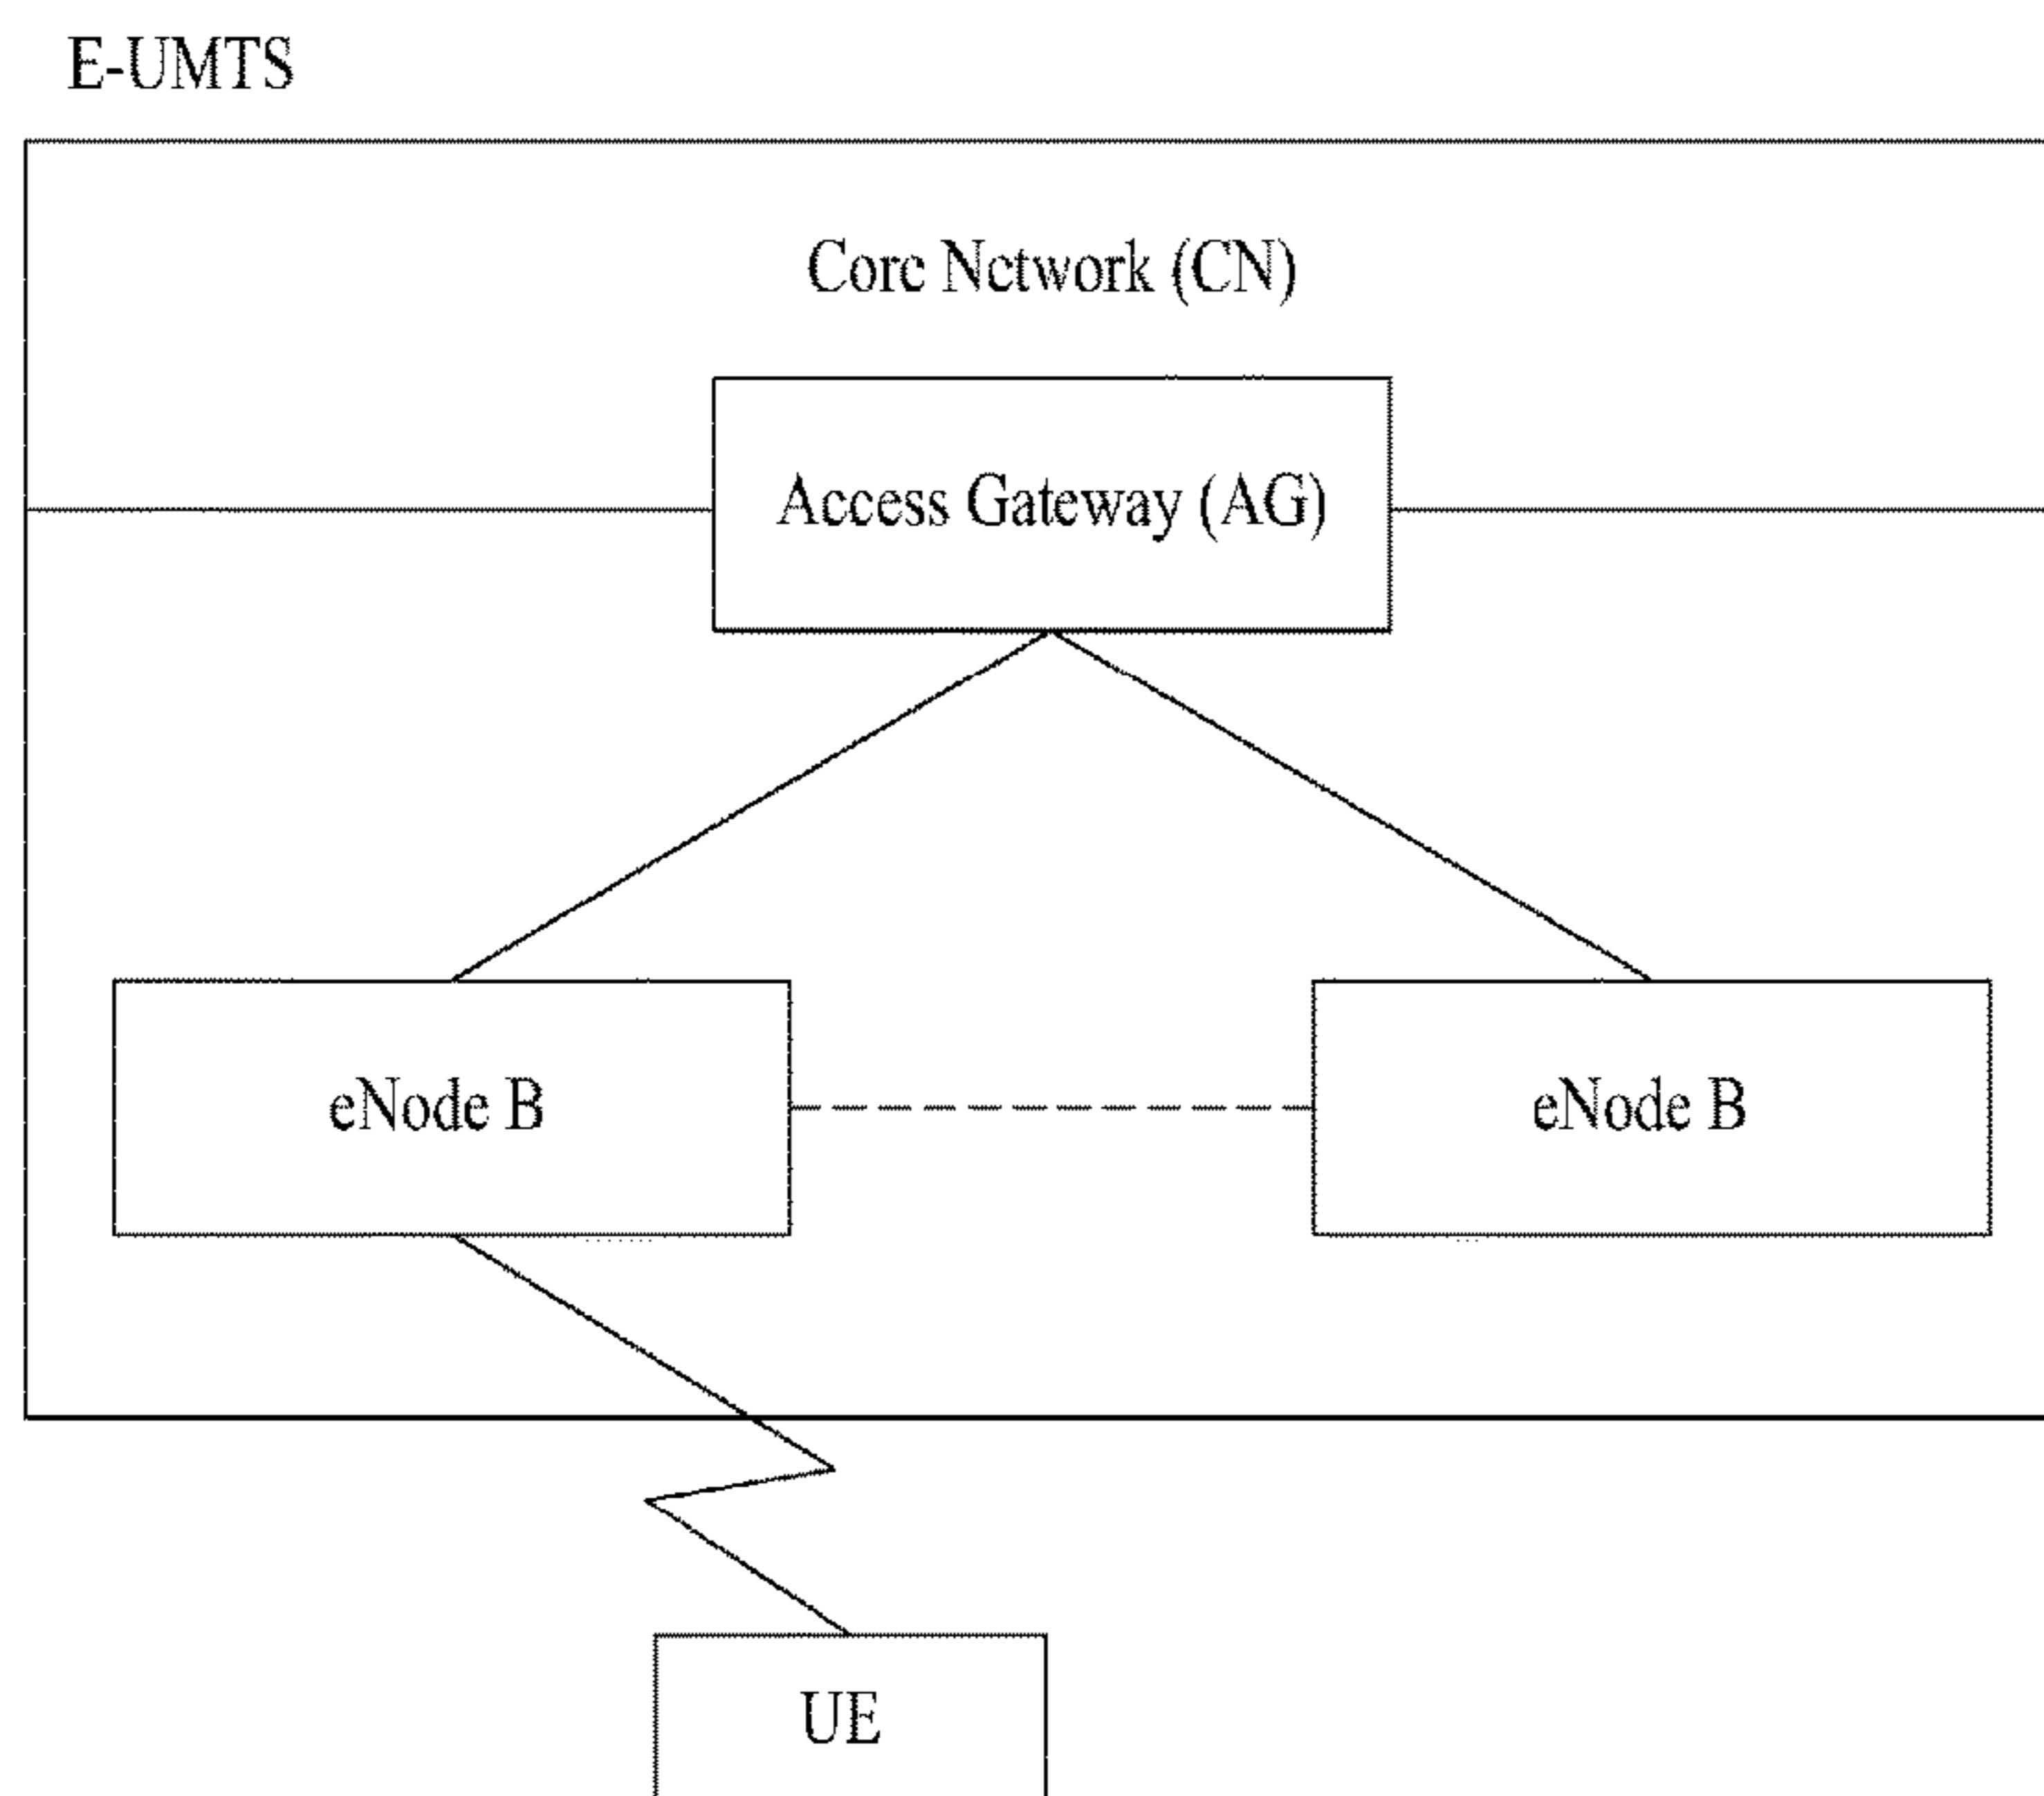 E-UMTS
Core Network (CN)
Access Gateway (AG)
eNode B
eNode B
UE